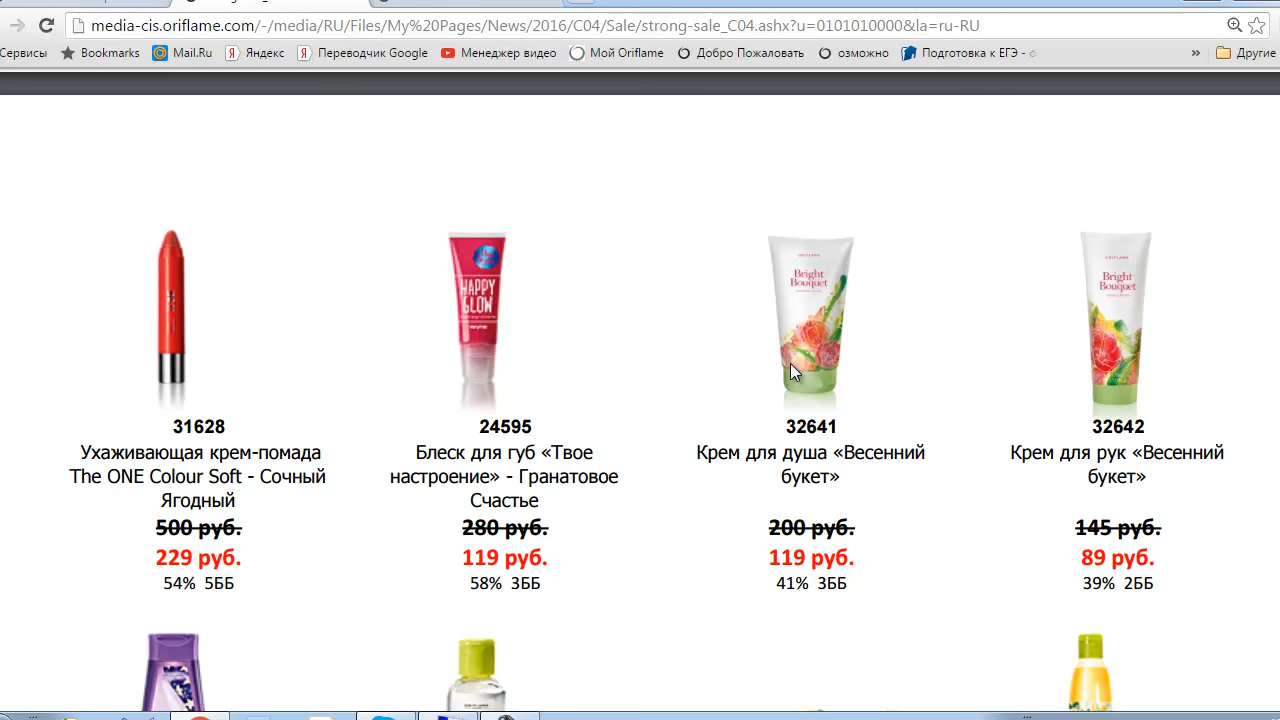 media-cis.oriflame.com/-/media/RU/Files/My%20Pages/News/2016/C04/Sale/strong-sale_C04.ashx?u=0101010000&la=ru-RU
Сервисы Bookmarks Mail.Ru Яндекс Переводчик Google Менеджер видео Мой Oriflame Добро Пожаловать озможно Подготовка к ЕГЭ - с » Другие
HAPPY
GLOW
ORIFLAME
Bright
Bouquet
ORIFLAME
Bright
Bouquet
31628
Ухаживающая крем-помада
The ONE Colour Soft - Сочный
Ягодный
500 руб.
229 руб.
54% 5ББ
24595
Блеск для губ «Твое
настроение» - Гранатовое
Счастье
280 руб.
119 руб.
58% 3ББ
32641
Крем для душа «Весенний
букет»
200 руб.
119 руб.
41% 3ББ
32642
Крем для рук «Весенний
букет»
145 руб.
89 руб.
39% 2ББ